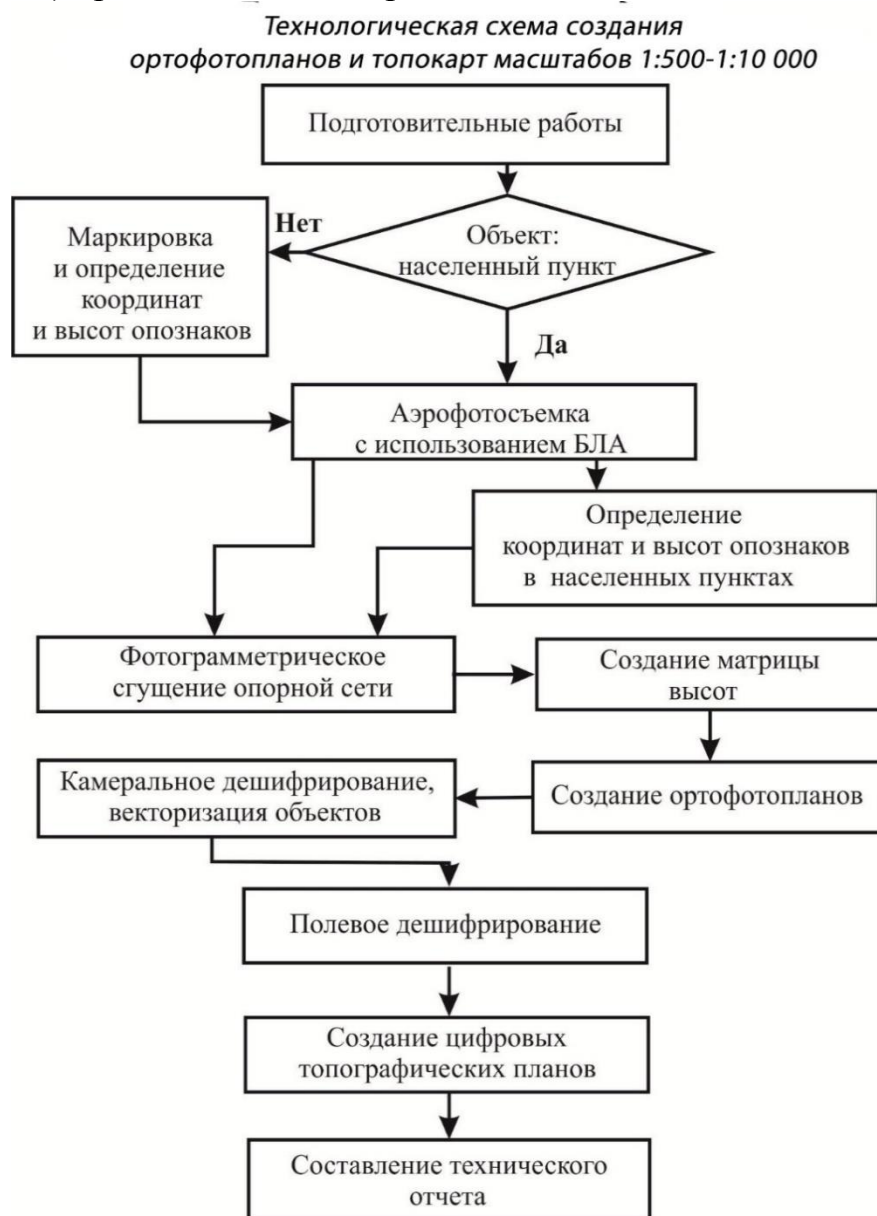 Технологическая схема создания
ортофотопланов и топокарт масштабов 1:500-1:10 000
Подготовительные работы
Объект:
населенный пункт
Нет
Маркировка
и определение
координат
и высот опознаков
Да
Аэрофотосъемка
с использованием БЛА
Определение
координат и высот опознаков
в населенных пунктах
Фотограмметрическое
сгущение опорной сети
Создание матрицы
высот
Создание ортофотопланов
Камеральное дешифрирование,
векторизация объектов
Полевое дешифрирование
Создание цифровых
топографических планов
Составление технического
отчета